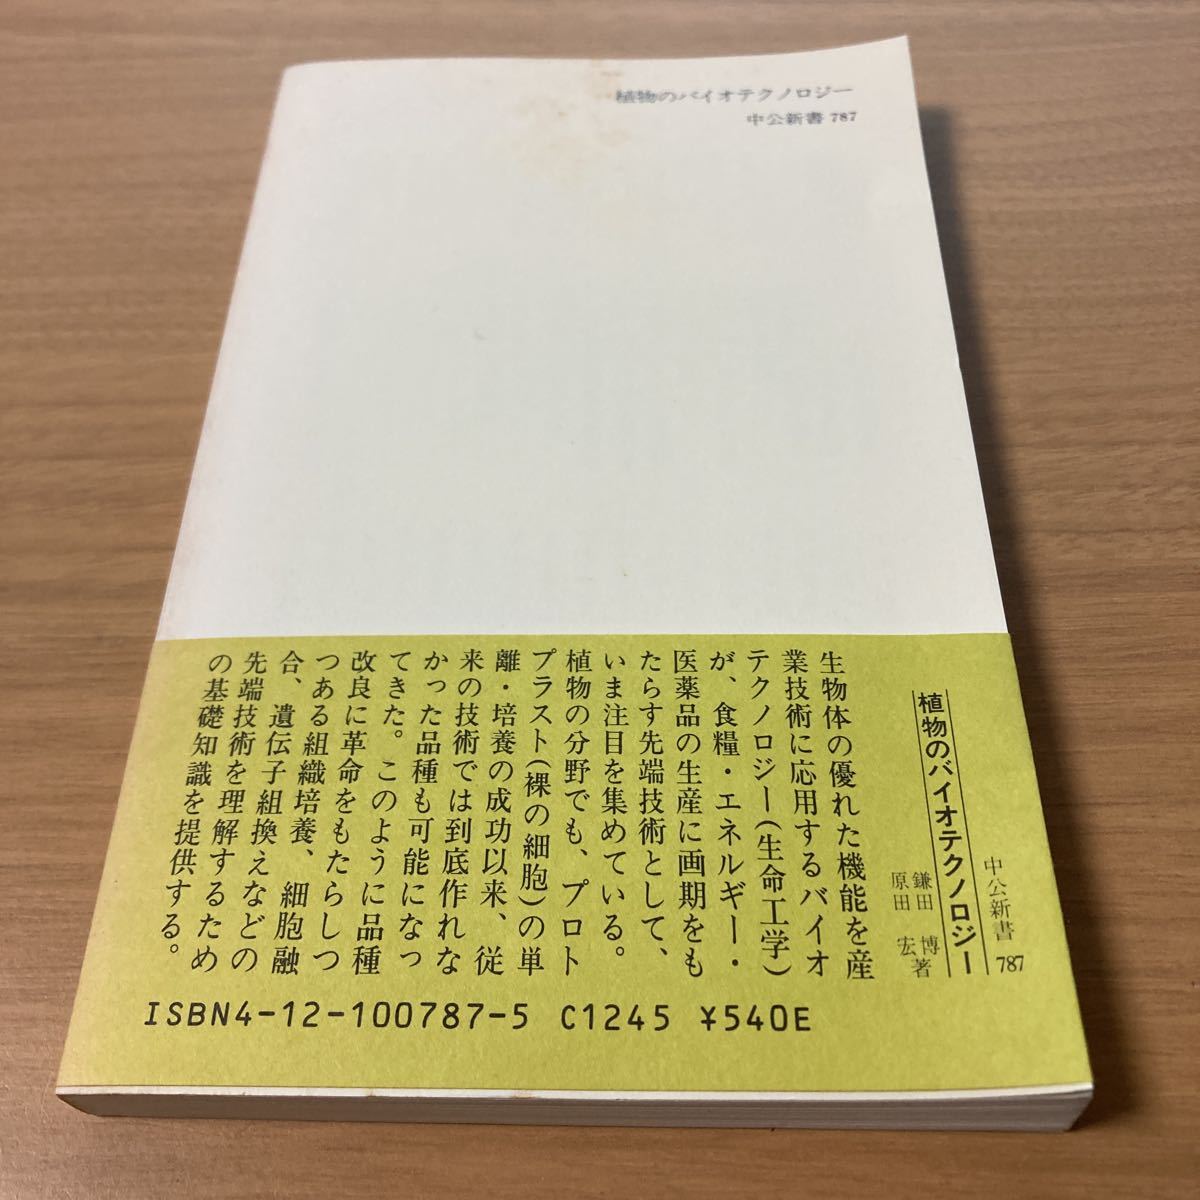 植物のバイオテクノロジー
中公新書 787
中公新書 787
植物のバイオテクノロジー
鎌田 博
原田 宏 著
生物体の優れた機能を産
業技術に応用するバイオ
テクノロジー(生命工学)
が、食糧・エネルギー・
医薬品の生産に画期をも
たらす先端技術として、
いま注目を集めている。
植物の分野でも、プロト
プラスト(裸の細胞)の単
離・培養の成功以来、従
来の技術では到底作れな
かった品種も可能になっ
てきた。このように品種
改良に革命をもたらしつ
つある組織培養、細胞融
合、遺伝子組換えなどの
先端技術を理解するため
の基礎知識を提供する。
ISBN4-12-100787-5 C1245 ¥540E